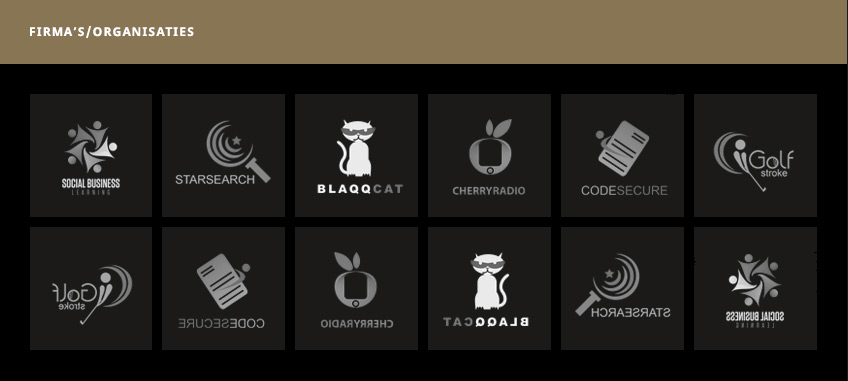 FIRMA'S/ORGANISATIES
SOCIAL BUSINESS
LEARNING
STARSEARCH
BLAQQCAT
CHERRYRADIO
CODESECURE
Golf
stroke
Golf
stroke
CODESECURE
CHERRYRADIO
BLAQQCAT
STARSEARCH
SOCIAL BUSINESS
LEARNING